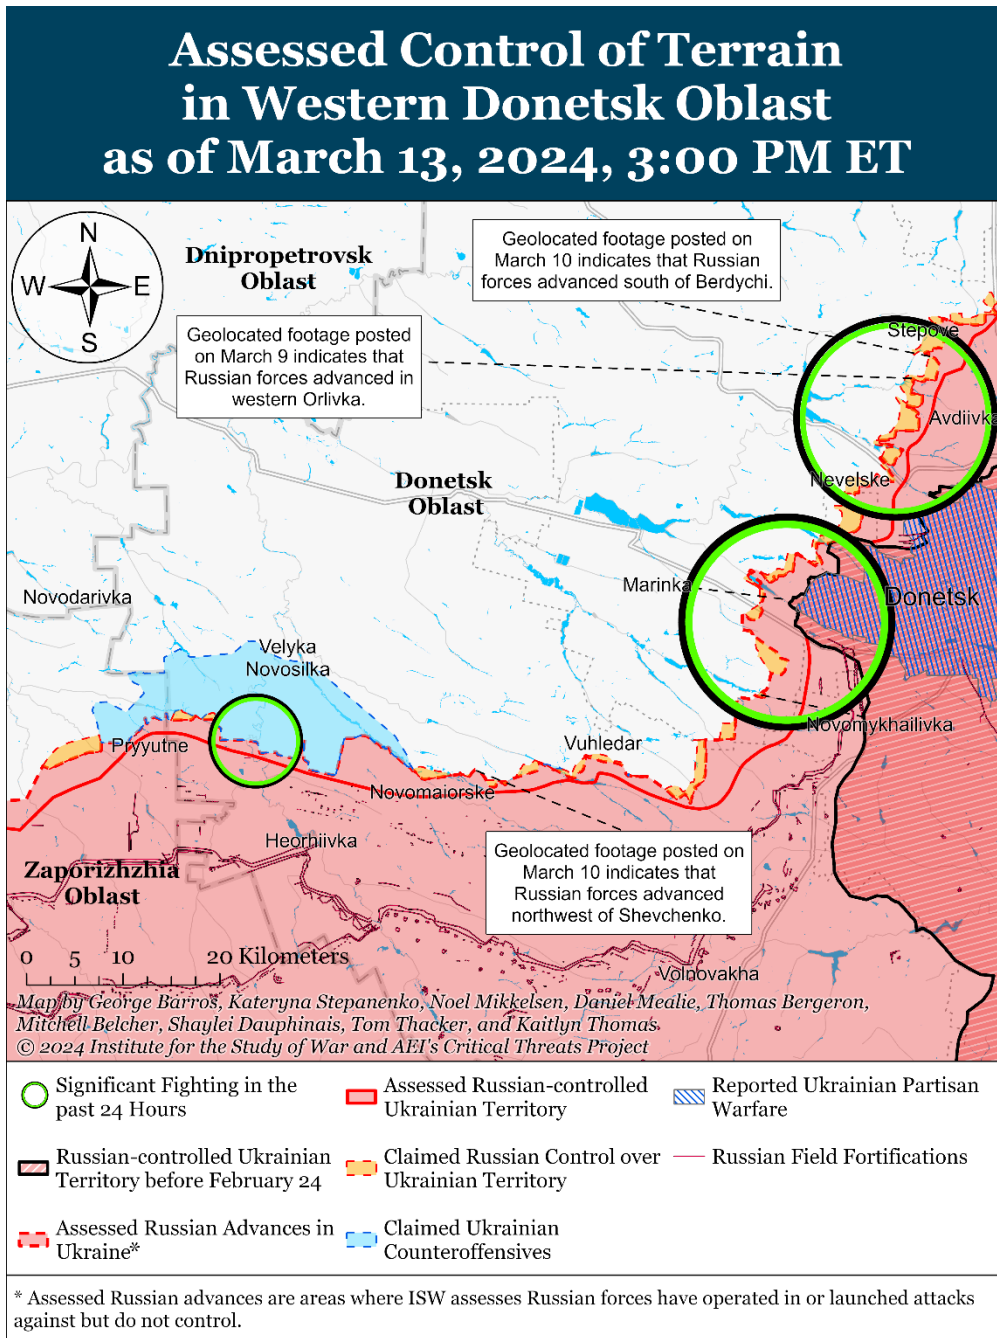 Assessed Control of Terrain
in Western Donetsk Oblast
as of March 13, 2024, 3:00 PM ET
N
W
E
S
Dnipropetrovsk
Oblast
Geolocated footage posted on
March 10 indicates that Russian
forces advanced south of Berdychi.
Geolocated footage posted
on March 9 indicates that
Russian forces advanced in
western Orlivka.
Stepove
Avdiivka
Nevelske
Donetsk
Oblast
Marinka
Donetsk
Novodarivka
Velyka
Novosilka
Pryyutne
Vuhledar
Novomykhailivka
Novomaiorske
Heorhiivka
Geolocated footage posted on
March 10 indicates that
Russian forces advanced
northwest of Shevchenko.
Zaporizhzhia
Oblast
Volnovakha
0 5 10 20 Kilometers
Map by George Barros, Kateryna Stepanenko, Noel Mikkelsen, Daniel Mealie, Thomas Bergeron,
Mitchell Belcher, Shaylei Dauphinais, Tom Thacker, and Kaitlyn Thomas
© 2024 Institute for the Study of War and AEI's Critical Threats Project
Significant Fighting in the
past 24 Hours
Assessed Russian-controlled
Ukrainian Territory
Reported Ukrainian Partisan
Warfare
Russian-controlled Ukrainian
Territory before February 24
Claimed Russian Control over
Ukrainian Territory
Russian Field Fortifications
Assessed Russian Advances in
Ukraine*
Claimed Ukrainian
Counteroffensives
* Assessed Russian advances are areas where ISW assesses Russian forces have operated in or launched attacks
against but do not control.